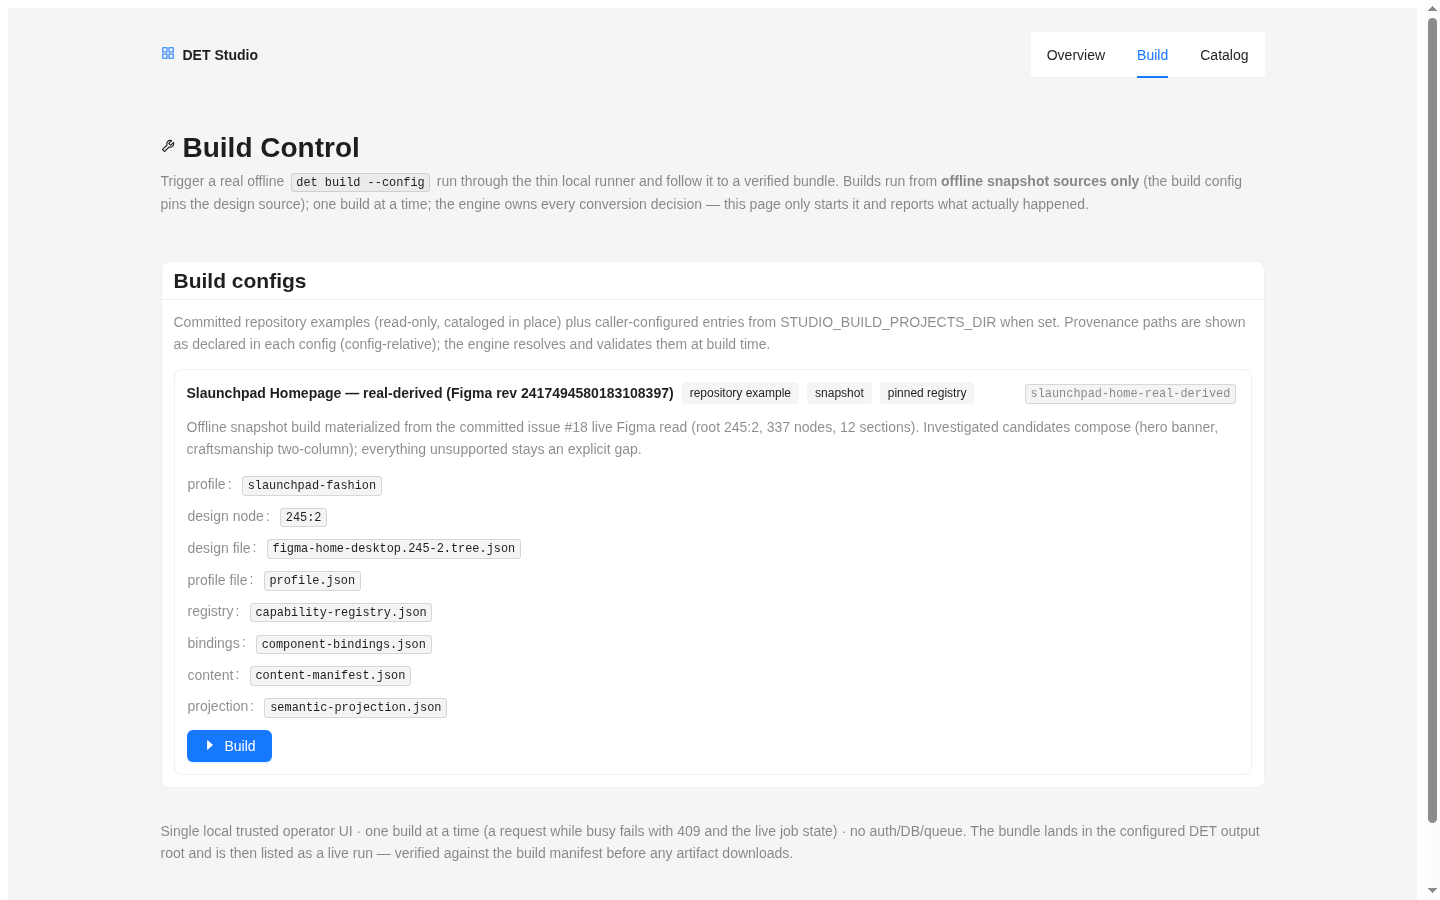 DET Studio
Overview
Build
Catalog
Build Control
Trigger a real offline det build --config run through the thin local runner and follow it to a verified bundle. Builds run from offline snapshot sources only (the build config
pins the design source); one build at a time; the engine owns every conversion decision — this page only starts it and reports what actually happened.
Build configs
Committed repository examples (read-only, cataloged in place) plus caller-configured entries from STUDIO_BUILD_PROJECTS_DIR when set. Provenance paths are shown
as declared in each config (config-relative); the engine resolves and validates them at build time.
Slaunchpad Homepage — real-derived (Figma rev 2417494580183108397) repository example snapshot pinned registry slaunchpad-home-real-derived
Offline snapshot build materialized from the committed issue #18 live Figma read (root 245:2, 337 nodes, 12 sections). Investigated candidates compose (hero banner,
craftsmanship two-column); everything unsupported stays an explicit gap.
profile: slaunchpad-fashion
design node: 245:2
design file: figma-home-desktop.245-2.tree.json
profile file: profile.json
registry: capability-registry.json
bindings: component-bindings.json
content: content-manifest.json
projection: semantic-projection.json
Build
Single local trusted operator UI · one build at a time (a request while busy fails with 409 and the live job state) · no auth/DB/queue. The bundle lands in the configured DET output
root and is then listed as a live run — verified against the build manifest before any artifact downloads.